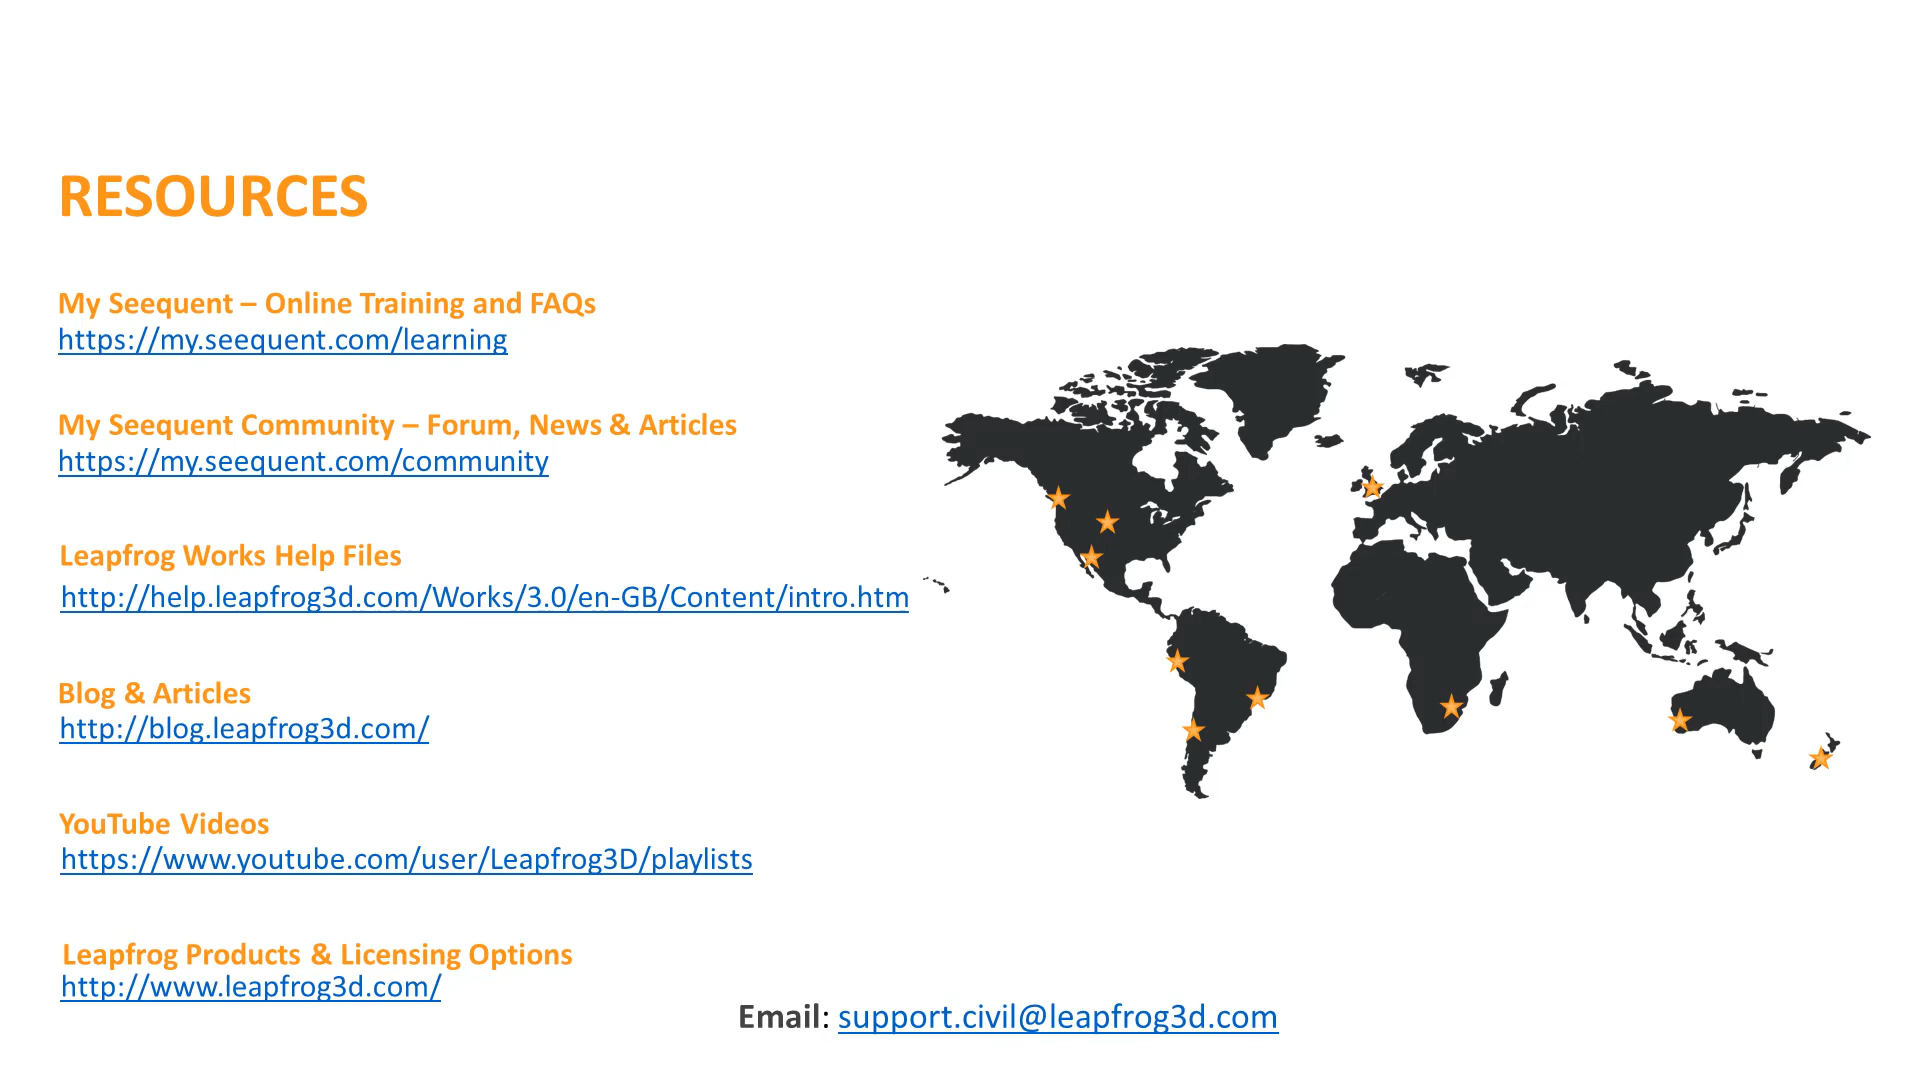 RESOURCES
My Seequent – Online Training and FAQs
https://my.seequent.com/learning
My Seequent Community – Forum, News & Articles
https://my.seequent.com/community
Leapfrog Works Help Files
http://help.leapfrog3d.com/Works/3.0/en-GB/Content/intro.htm
Blog & Articles
http://blog.leapfrog3d.com/
YouTube Videos
https://www.youtube.com/user/Leapfrog3D/playlists
Leapfrog Products & Licensing Options
http://www.leapfrog3d.com/
Email: support.civil@leapfrog3d.com